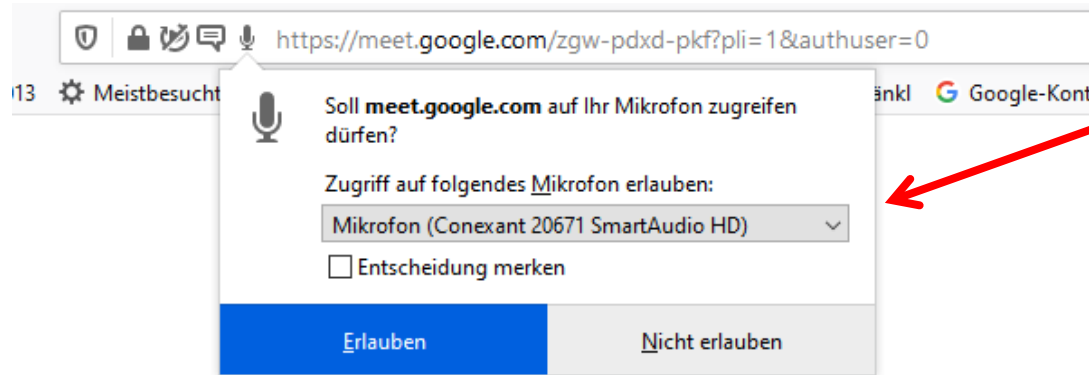 https://meet.google.com/zgw-pdxd-pkf?pli=1&authuser=0
13 Meistbesucht änkl Google-Kont
Soll meet.google.com auf Ihr Mikrofon zugreifen
dürfen?
Zugriff auf folgendes Mikrofon erlauben:
Mikrofon (Conexant 20671 SmartAudio HD)
Entscheidung merken
Erlauben Nicht erlauben